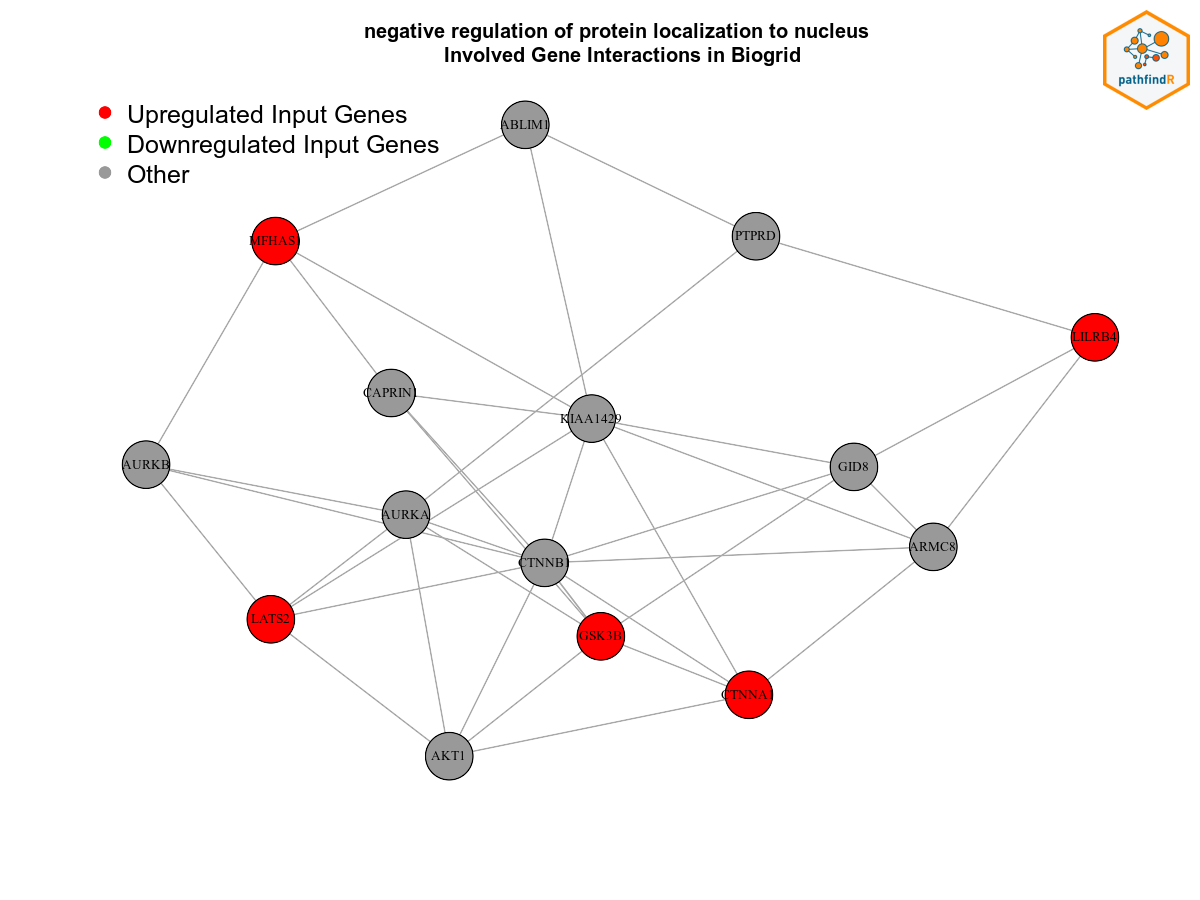 negative regulation of protein localization to nucleus
Involved Gene Interactions in Biogrid
pathfindR
Upregulated Input Genes
Downregulated Input Genes
Other
ABLIM1
MFHAS1
PTPRD
LILRB4
CAPRIN1
KIAA1429
AURKB
GID8
AURKA
ARMC8
CTNNB1
LATS2
GSK3B
CTNNA1
AKT1